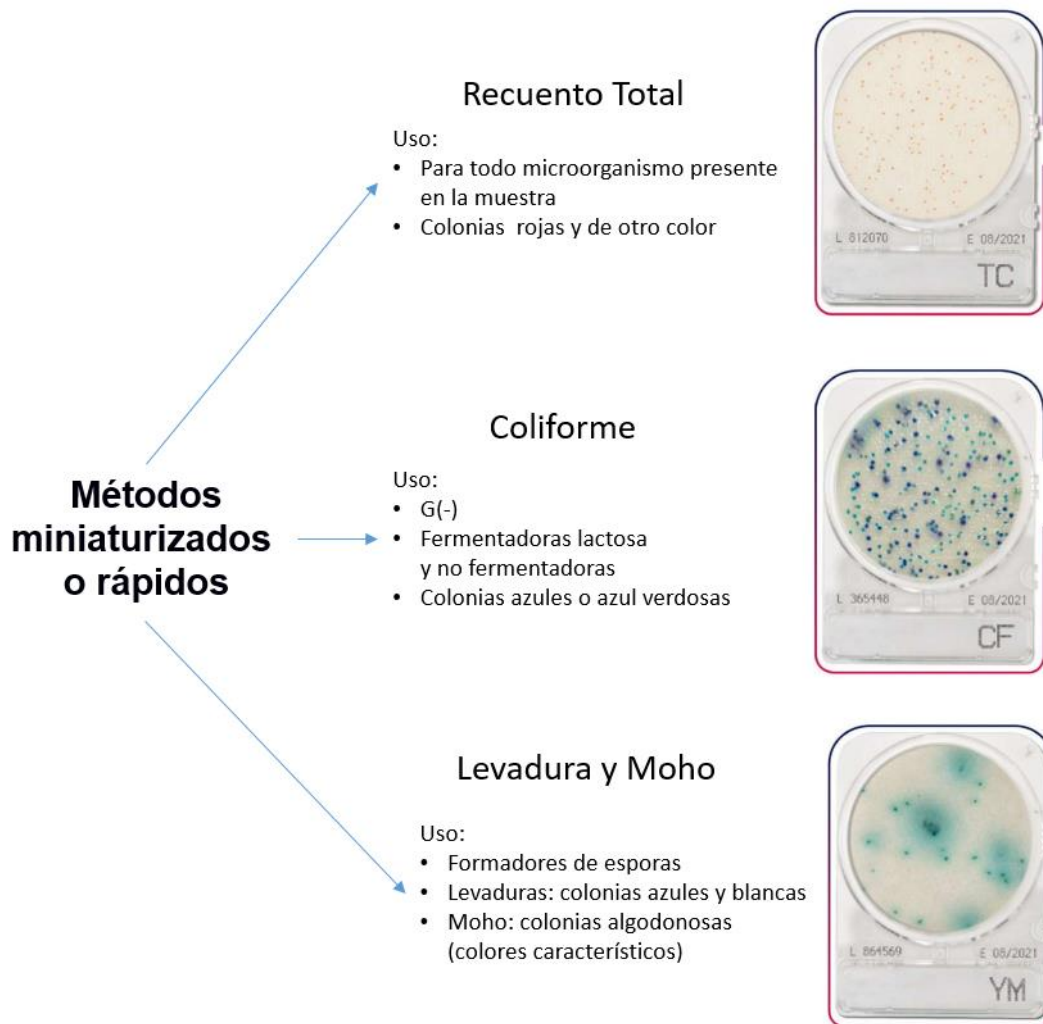 Recuento Total
Uso:
• Para todo microorganismo presente
en la muestra
• Colonias rojas y de otro color
L 812070 E 08/2021
TC
Coliforme
Uso:
• G(-)
• Fermentadoras lactosa
y no fermentadoras
• Colonias azules o azul verdosas
L 365448 E 08/2021
CF
Métodos
miniaturizados
o rápidos
Levadura y Moho
Uso:
• Formadores de esporas
• Levaduras: colonias azules y blancas
• Moho: colonias algodonosas
(colores característicos)
L 864569 E 08/2021
YM